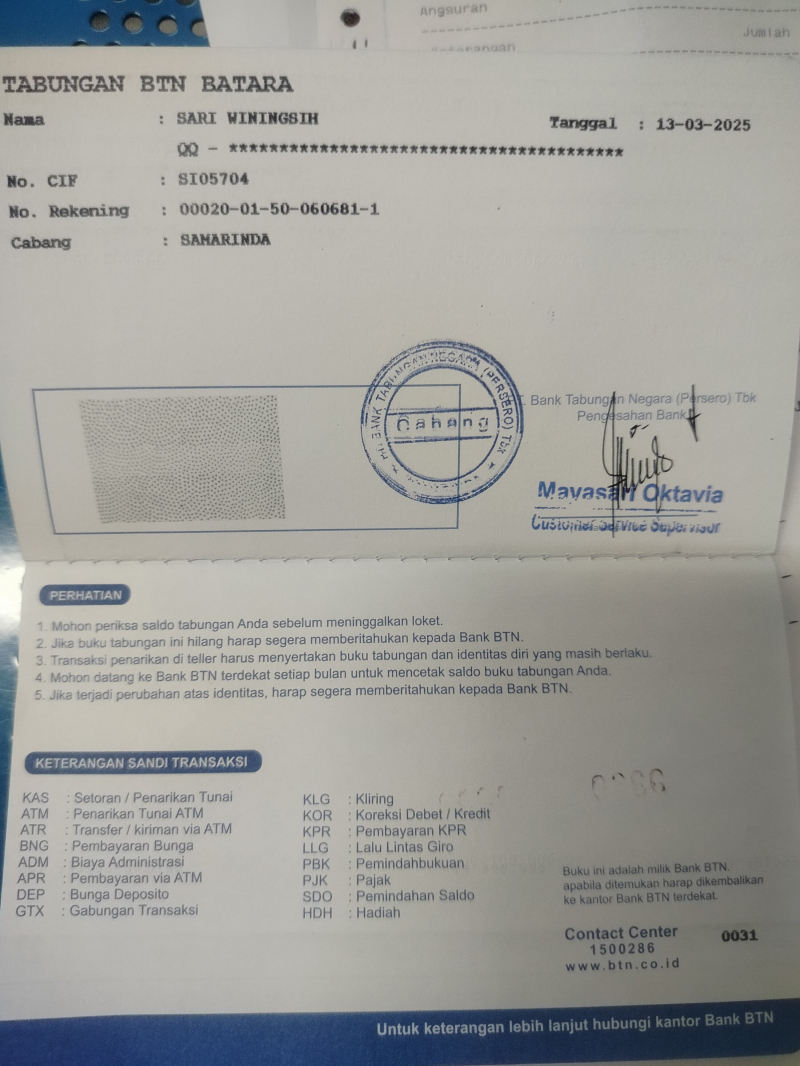 Angsuran
Jumlah
TABUNGAN BTN BATARA
Nama : SARI WININGSIH
Tanggal : 13-03-2025
QQ - ***************************************
No. CIF : SI05704
No. Rekening : 00020-01-50-060681-1
Cabang : SAMARINDA
PT. BANK TABUNGAN NEGARA (PERSERO) Tbk
Cabang
Bank Tabungan Negara (Persero) Tbk
Pengesahan Bank
Mayasari Oktavia
Customer Service Supervisor
PERHATIAN
1. Mohon periksa saldo tabungan Anda sebelum meninggalkan loket.
2. Jika buku tabungan ini hilang harap segera memberitahukan kepada Bank BTN.
3. Transaksi penarikan di teller harus menyertakan buku tabungan dan identitas diri yang masih berlaku.
4. Mohon datang ke Bank BTN terdekat setiap bulan untuk mencetak saldo buku tabungan Anda.
5. Jika terjadi perubahan atas identitas, harap segera memberitahukan kepada Bank BTN.
KETERANGAN SANDI TRANSAKSI
KAS : Setoran / Penarikan Tunai
ATM : Penarikan Tunai ATM
ATR : Transfer / kiriman via ATM
BNG : Pembayaran Bunga
ADM : Biaya Administrasi
APR : Pembayaran via ATM
DEP : Bunga Deposito
GTX : Gabungan Transaksi
KLG : Kliring
KOR : Koreksi Debet / Kredit
KPR : Pembayaran KPR
LLG : Lalu Lintas Giro
PBK : Pemindahbukuan
PJK : Pajak
SDO : Pemindahan Saldo
HDH : Hadiah
Buku ini adalah milik Bank BTN.
apabila ditemukan harap dikembalikan
ke kantor Bank BTN terdekat.
Contact Center
1500286
www.btn.co.id
0031
Untuk keterangan lebih lanjut hubungi kantor Bank BTN